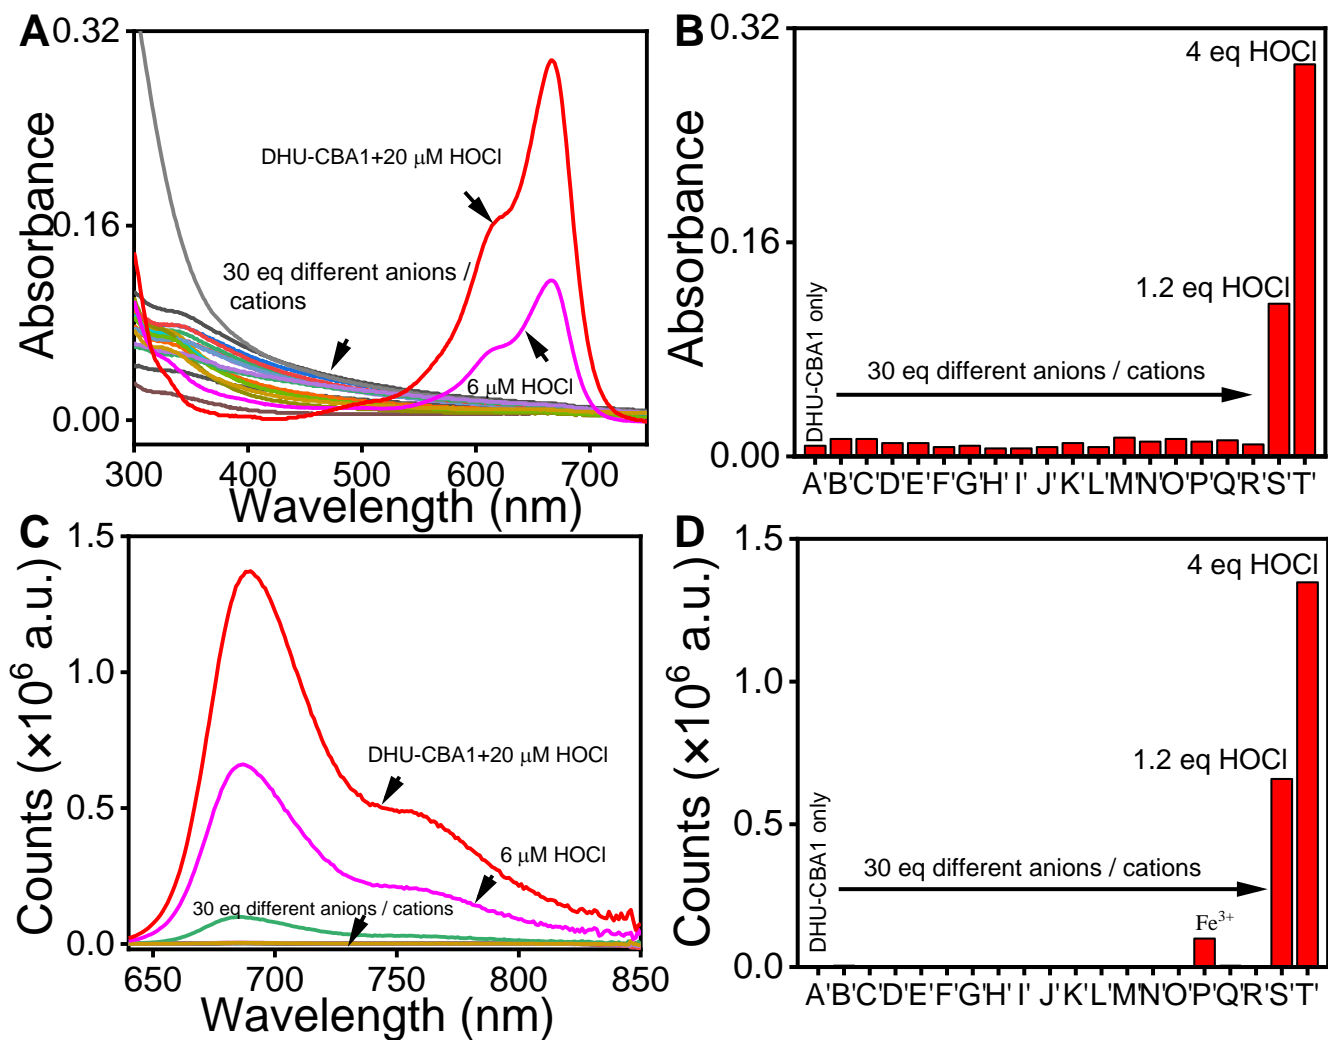 A
0.32
0.16
0.00
Absorbance
DHU-CBA1+20 μM HOCl
30 eq different anions /
cations
6 μM HOCl
300 400 500 600 700
Wavelength (nm)
B
0.32
0.16
0.00
Absorbance
4 eq HOCl
1.2 eq HOCl
30 eq different anions / cations
DHU-CBA1 only
A' B' C' D' E' F' G' H' I' J' K' L' M' N' O' P' Q' R' S' T'
C
1.5
1.0
0.5
0.0
Counts (×10⁶ a.u.)
DHU-CBA1+20 μM HOCl
6 μM HOCl
30 eq different anions / cations
650 700 750 800 850
Wavelength (nm)
D
1.5
1.0
0.5
0.0
Counts (×10⁶ a.u.)
4 eq HOCl
1.2 eq HOCl
30 eq different anions / cations
Fe³⁺
DHU-CBA1 only
A' B' C' D' E' F' G' H' I' J' K' L' M' N' O' P' Q' R' S' T'